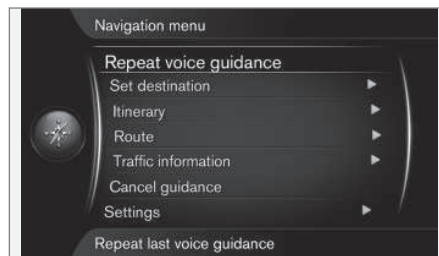 Navigation menu
Repeat voice guidance
Set destination
Itinerary
Route
Traffic information
Cancel guidance
Settings
Repeat last voice guidance